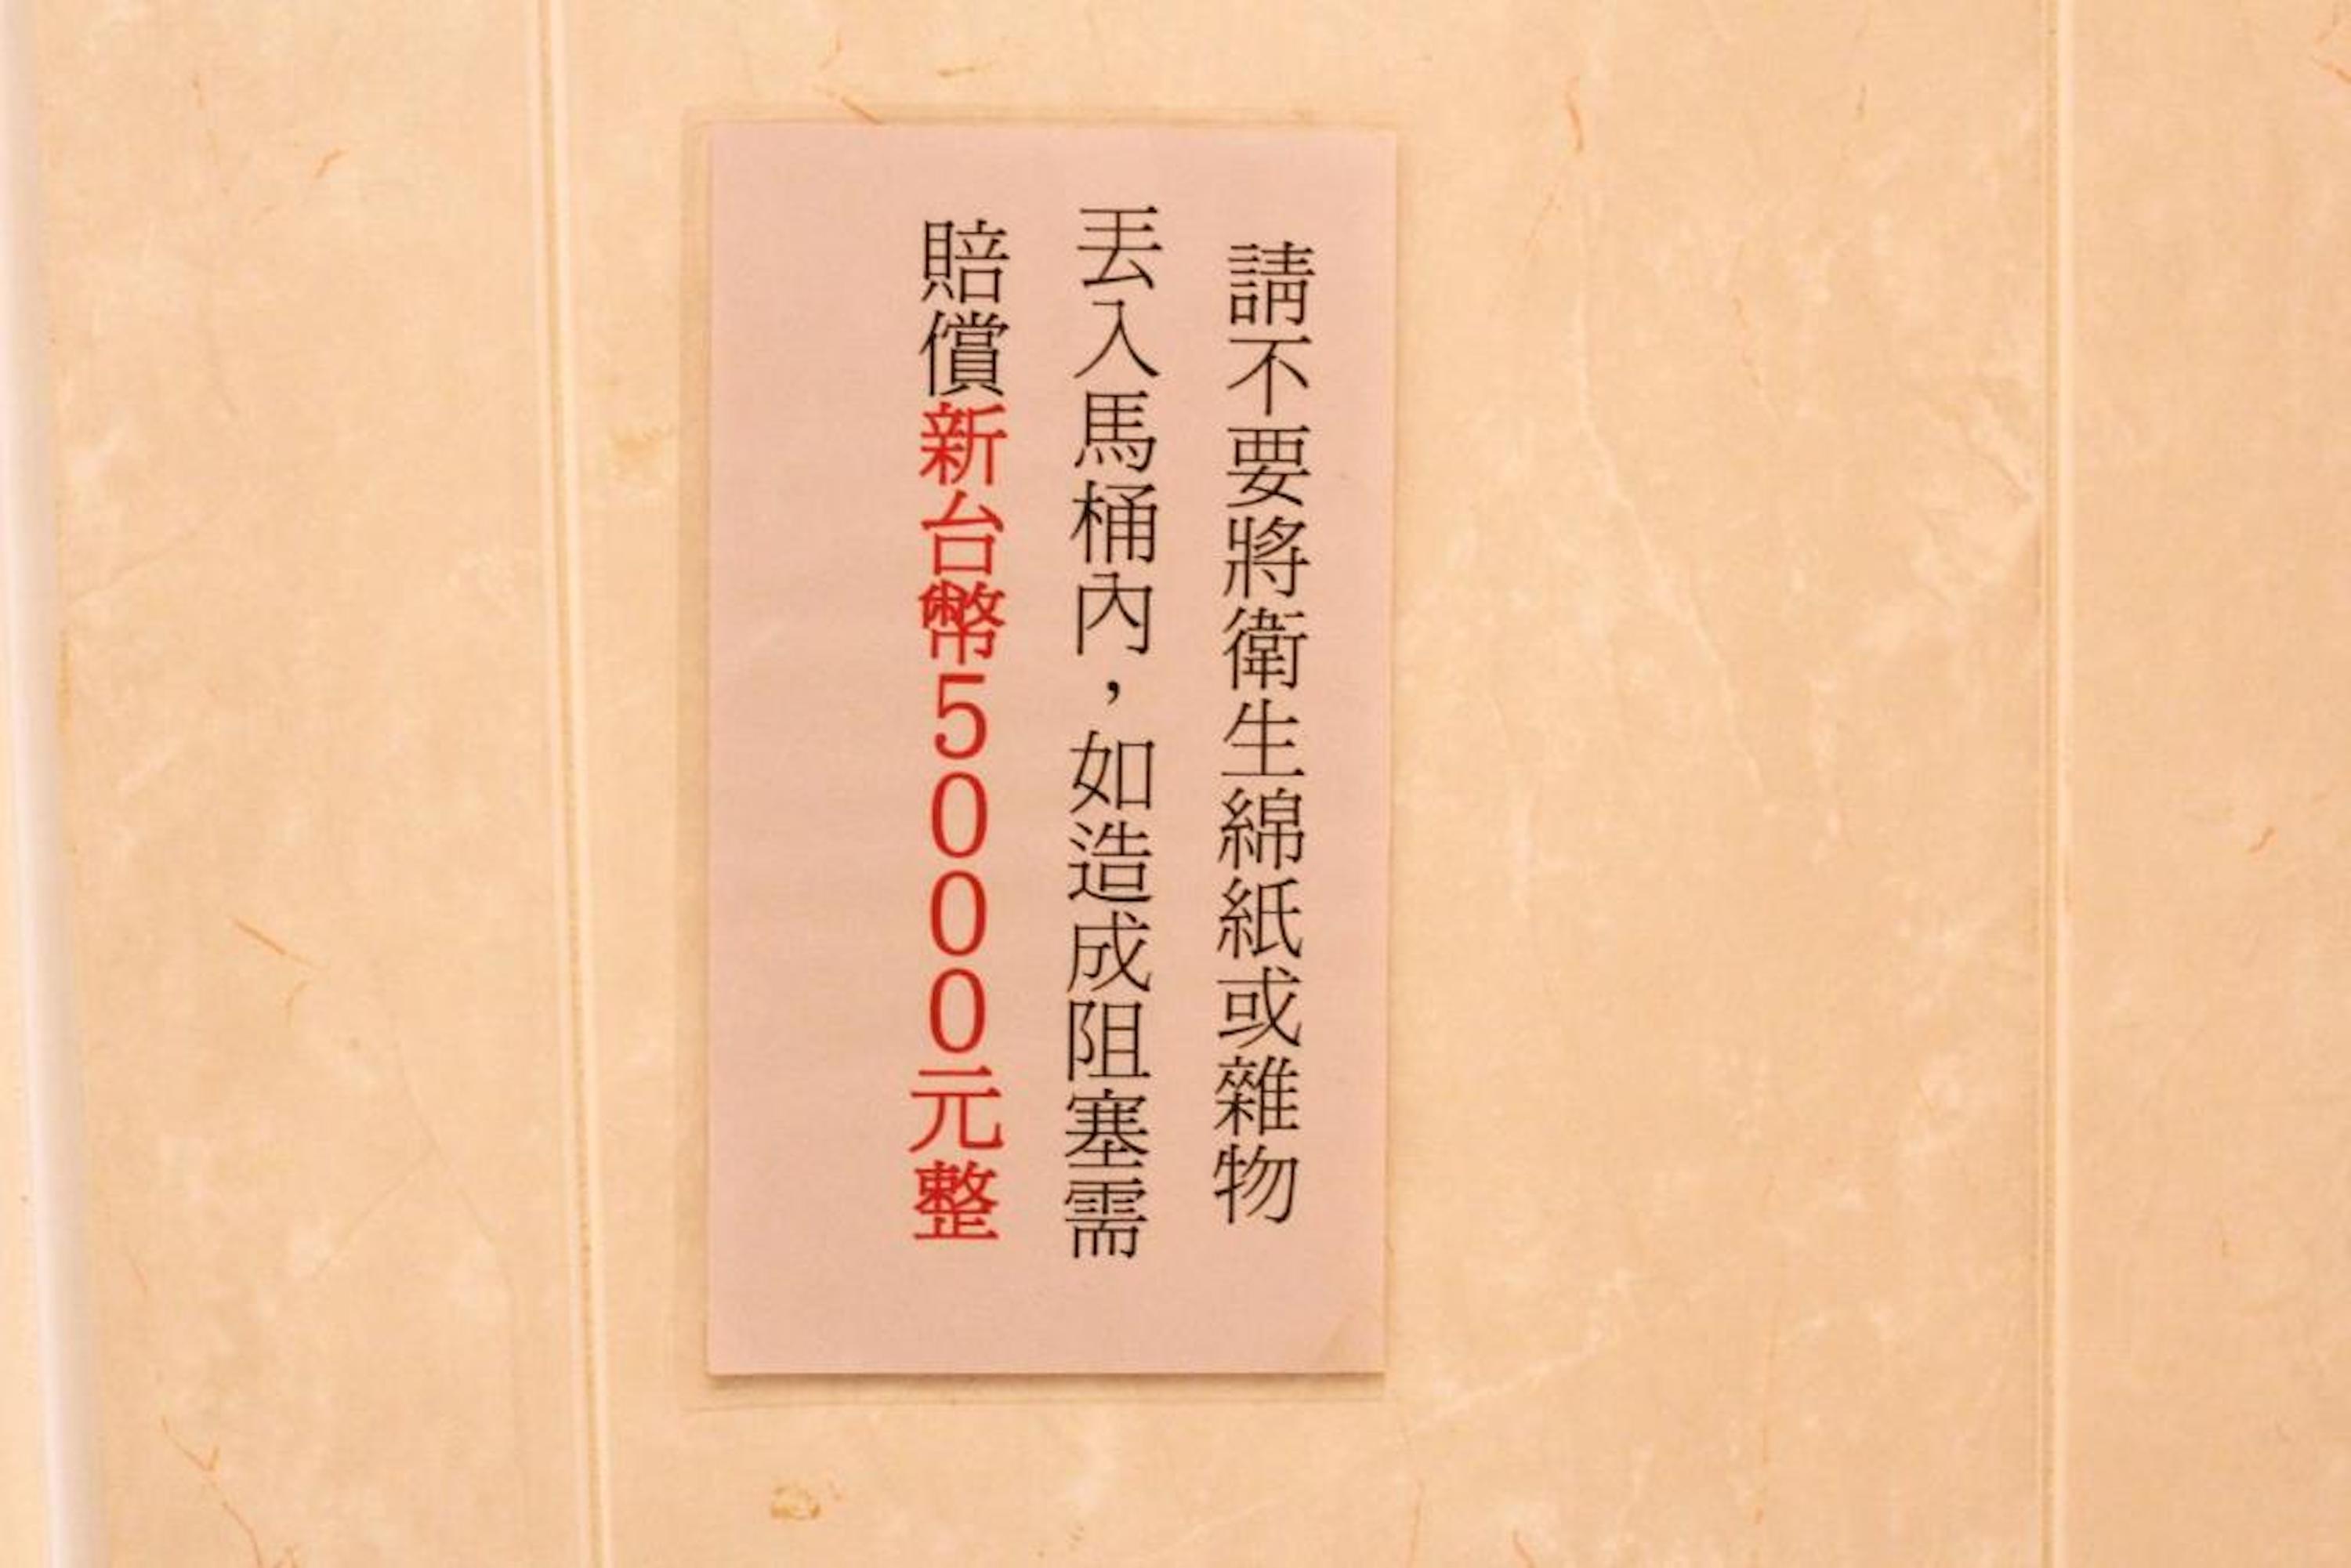 請不要將衛生綿紙或雜物
丟入馬桶內，如造成阻塞需
賠償新台幣5000元整